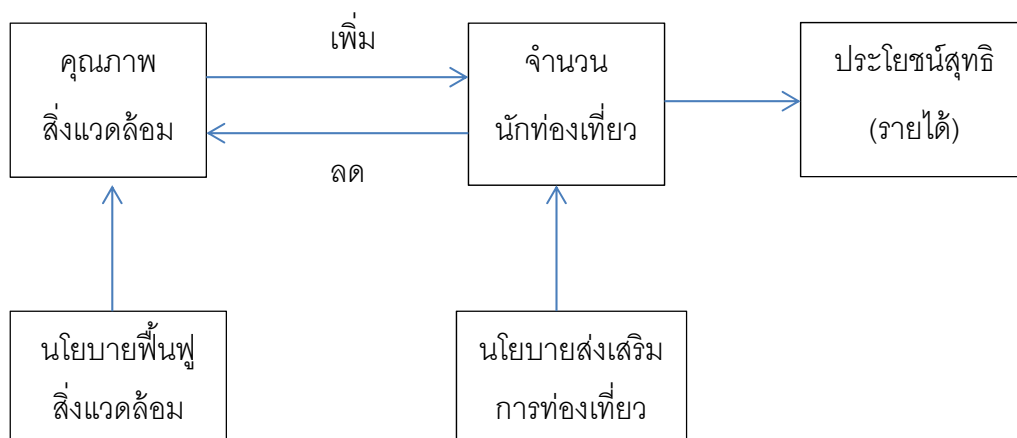 คุณภาพ
สิ่งแวดล้อม
เพิ่ม
ลด
จำนวน
นักท่องเที่ยว
ประโยชน์สุทธิ
(รายได้)
นโยบายฟื้นฟู
สิ่งแวดล้อม
นโยบายส่งเสริม
การท่องเที่ยว